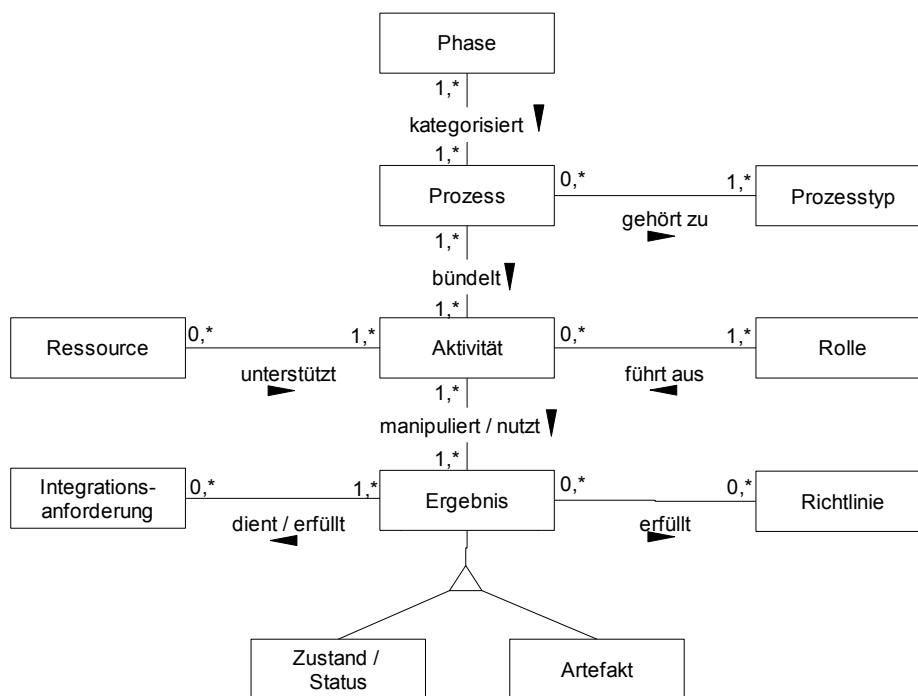 Phase
1,*
kategorisiert
1,*
Prozess
0,*
1,*
Prozesstyp
gehört zu
1,*
bündelt
1,*
Ressource
0,*
1,*
Aktivität
0,*
1,*
Rolle
unterstützt
führt aus
1,*
manipuliert / nutzt
1,*
Integrations-
anforderung
0,*
1,*
Ergebnis
0,*
0,*
Richtlinie
dient / erfüllt
erfüllt
Zustand /
Status
Artefakt